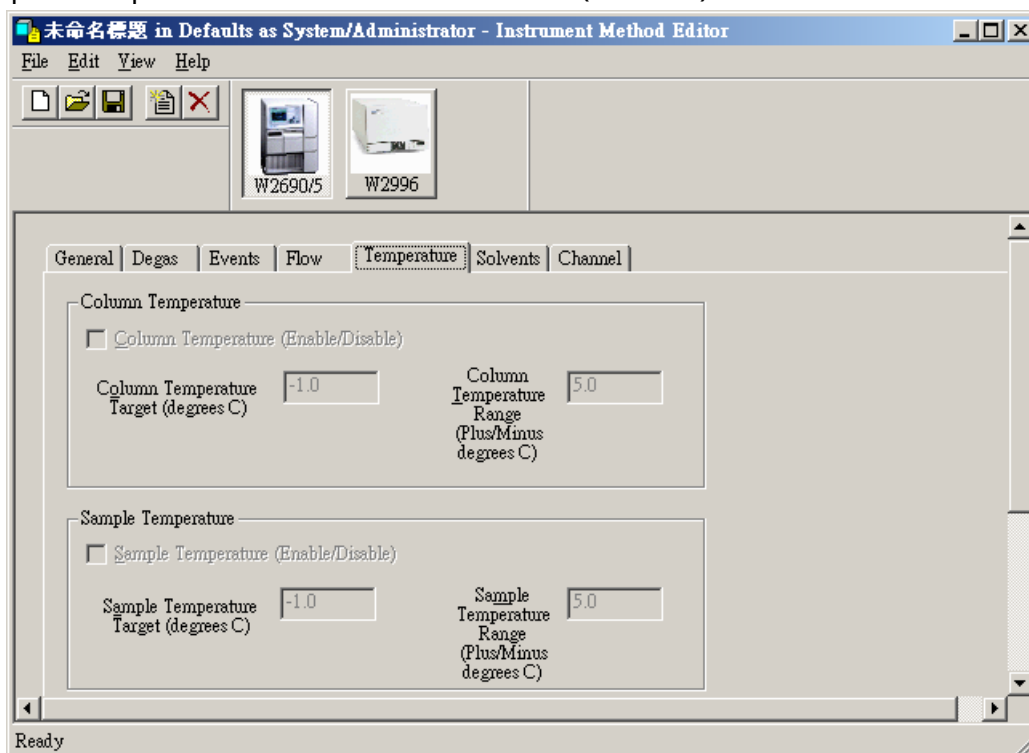 未命名標題 in Defaults as System/Administrator - Instrument Method Editor
File Edit View Help
W2690/5 W2996
General Degas Events Flow Temperature Solvents Channel
Column Temperature
Column Temperature (Enable/Disable)
Column Temperature
Target (degrees C)
-1.0
Column
Temperature
Range
(Plus/Minus
degrees C)
5.0
Sample Temperature
Sample Temperature (Enable/Disable)
Sample Temperature
Target (degrees C)
-1.0
Sample
Temperature
Range
(Plus/Minus
degrees C)
5.0
Ready